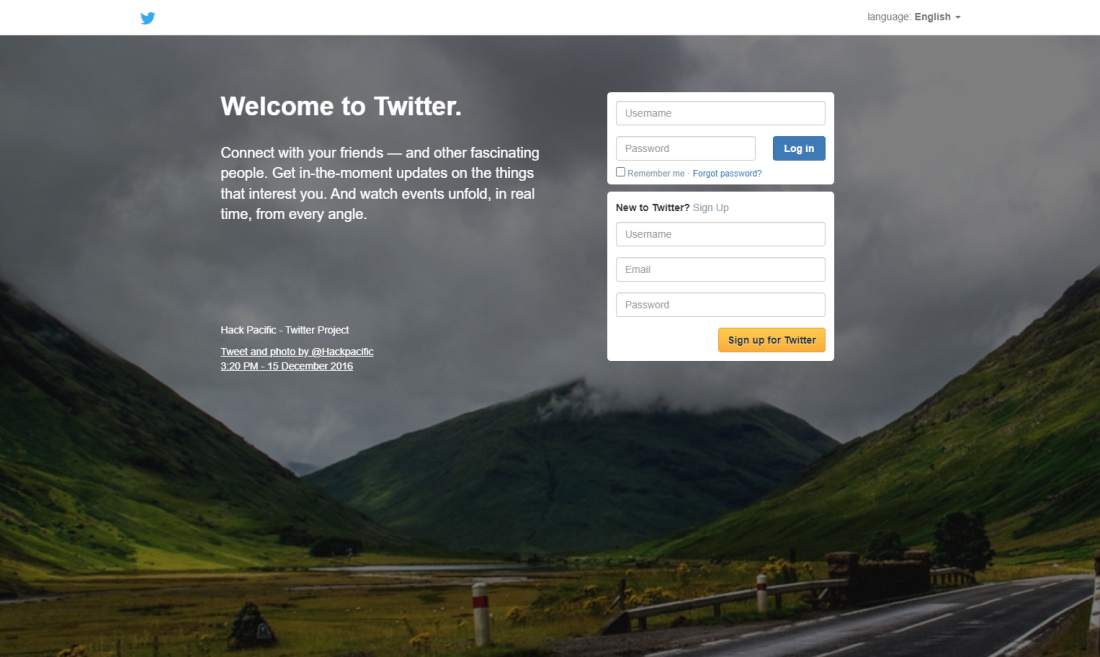 language: English
Welcome to Twitter.
Connect with your friends — and other fascinating
people. Get in-the-moment updates on the things
that interest you. And watch events unfold, in real
time, from every angle.
Hack Pacific - Twitter Project
Tweet and photo by @Hackpacific
3:20 PM - 15 December 2016
Username
Password
Log in
Remember me · Forgot password?
New to Twitter? Sign Up
Username
Email
Password
Sign up for Twitter